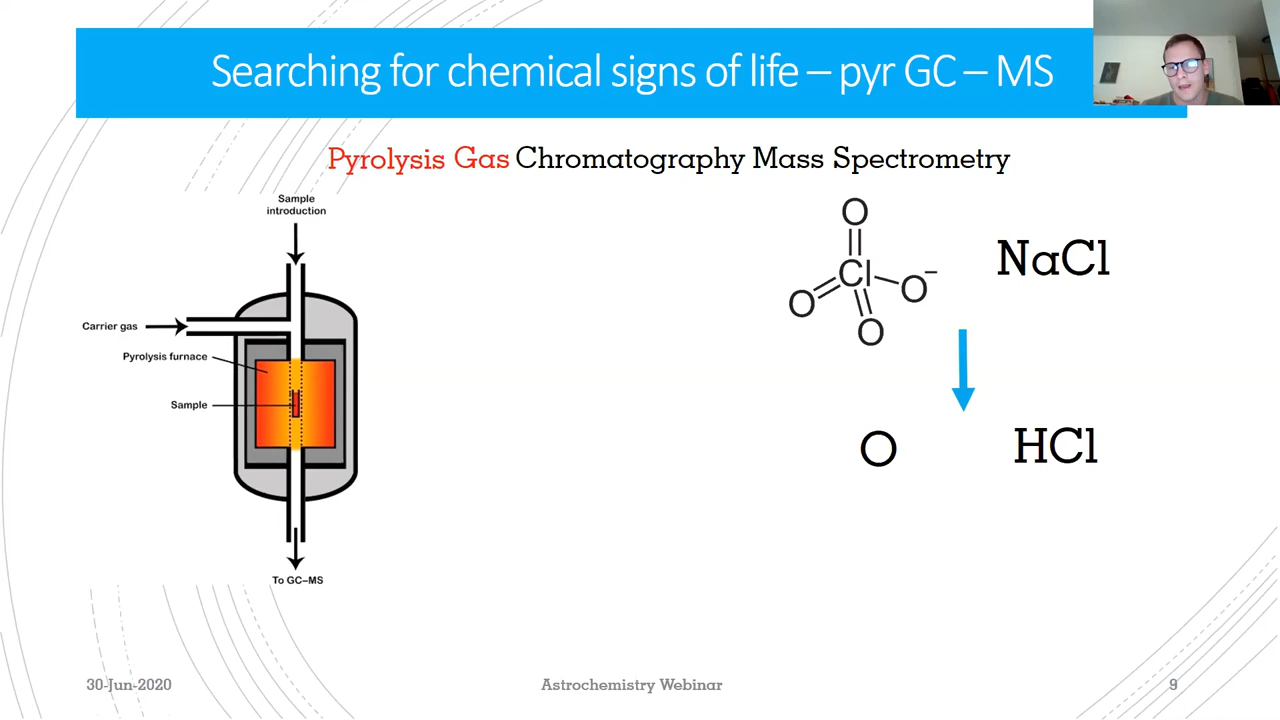 Searching for chemical signs of life – pyr GC – MS
Pyrolysis Gas Chromatography Mass Spectrometry
Sample
introduction
Carrier gas
Pyrolysis furnace
Sample
To GC–MS
O
O
Cl
O⁻
O
NaCl
O
HCl
30-Jun-2020
Astrochemistry Webinar
9